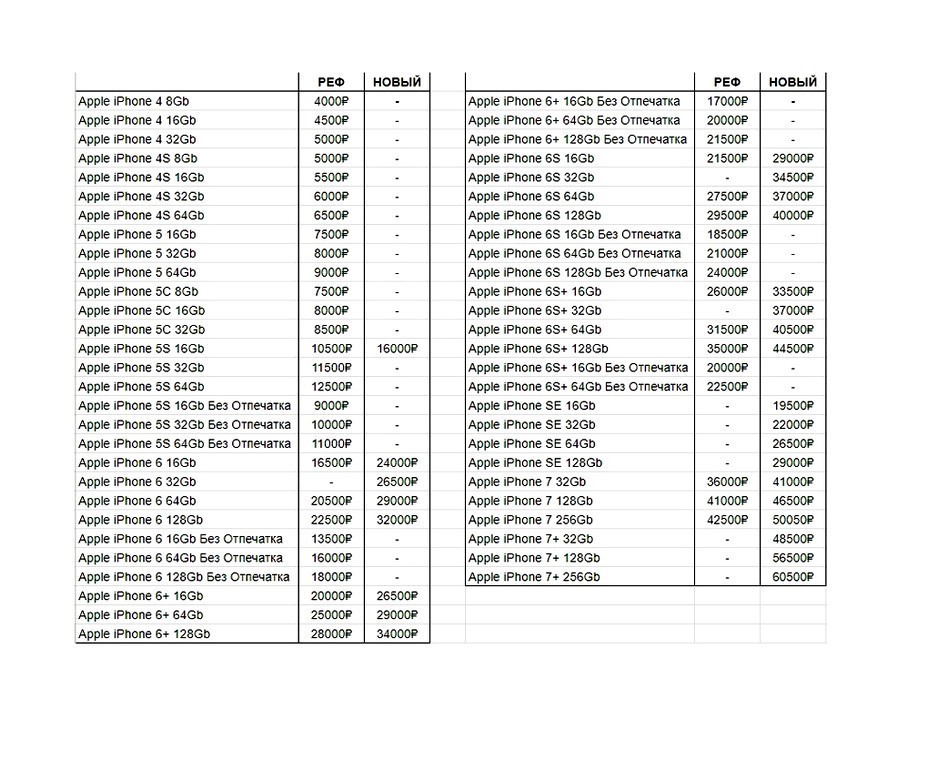 РЕФ НОВЫЙ
Apple iPhone 4 8Gb 4000₽ -
Apple iPhone 4 16Gb 4500₽ -
Apple iPhone 4 32Gb 5000₽ -
Apple iPhone 4S 8Gb 5000₽ -
Apple iPhone 4S 16Gb 5500₽ -
Apple iPhone 4S 32Gb 6000₽ -
Apple iPhone 4S 64Gb 6500₽ -
Apple iPhone 5 16Gb 7500₽ -
Apple iPhone 5 32Gb 8000₽ -
Apple iPhone 5 64Gb 9000₽ -
Apple iPhone 5C 8Gb 7500₽ -
Apple iPhone 5C 16Gb 8000₽ -
Apple iPhone 5C 32Gb 8500₽ -
Apple iPhone 5S 16Gb 10500₽ 16000₽
Apple iPhone 5S 32Gb 11500₽ -
Apple iPhone 5S 64Gb 12500₽ -
Apple iPhone 5S 16Gb Без Отпечатка 9000₽ -
Apple iPhone 5S 32Gb Без Отпечатка 10000₽ -
Apple iPhone 5S 64Gb Без Отпечатка 11000₽ -
Apple iPhone 6 16Gb 16500₽ 24000₽
Apple iPhone 6 32Gb - 26500₽
Apple iPhone 6 64Gb 20500₽ 29000₽
Apple iPhone 6 128Gb 22500₽ 32000₽
Apple iPhone 6 16Gb Без Отпечатка 13500₽ -
Apple iPhone 6 64Gb Без Отпечатка 16000₽ -
Apple iPhone 6 128Gb Без Отпечатка 18000₽ -
Apple iPhone 6+ 16Gb 20000₽ 26500₽
Apple iPhone 6+ 64Gb 25000₽ 29000₽
Apple iPhone 6+ 128Gb 28000₽ 34000₽
РЕФ НОВЫЙ
Apple iPhone 6+ 16Gb Без Отпечатка 17000₽ -
Apple iPhone 6+ 64Gb Без Отпечатка 20000₽ -
Apple iPhone 6+ 128Gb Без Отпечатка 21500₽ -
Apple iPhone 6S 16Gb 21500₽ 29000₽
Apple iPhone 6S 32Gb - 34500₽
Apple iPhone 6S 64Gb 27500₽ 37000₽
Apple iPhone 6S 128Gb 29500₽ 40000₽
Apple iPhone 6S 16Gb Без Отпечатка 18500₽ -
Apple iPhone 6S 64Gb Без Отпечатка 21000₽ -
Apple iPhone 6S 128Gb Без Отпечатка 24000₽ -
Apple iPhone 6S+ 16Gb 26000₽ 33500₽
Apple iPhone 6S+ 32Gb - 37000₽
Apple iPhone 6S+ 64Gb 31500₽ 40500₽
Apple iPhone 6S+ 128Gb 35000₽ 44500₽
Apple iPhone 6S+ 16Gb Без Отпечатка 20000₽ -
Apple iPhone 6S+ 64Gb Без Отпечатка 22500₽ -
Apple iPhone SE 16Gb - 19500₽
Apple iPhone SE 32Gb - 22000₽
Apple iPhone SE 64Gb - 26500₽
Apple iPhone SE 128Gb - 29000₽
Apple iPhone 7 32Gb 36000₽ 41000₽
Apple iPhone 7 128Gb 41000₽ 46500₽
Apple iPhone 7 256Gb 42500₽ 50050₽
Apple iPhone 7+ 32Gb - 48500₽
Apple iPhone 7+ 128Gb - 56500₽
Apple iPhone 7+ 256Gb - 60500₽